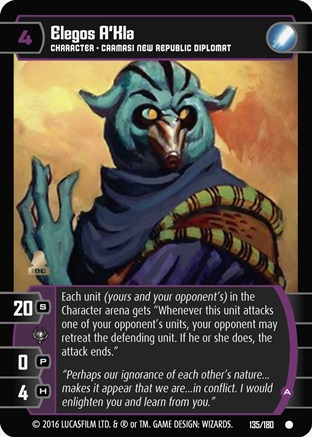 4
Elegos A'Kla
CHARACTER - CARMASI NEW REPUBLIC DIPLOMAT
IDC
20 S
0 P
4 H
Each unit (yours and your opponent's) in the
Character arena gets “Whenever this unit attacks
one of your opponent's units, your opponent may
retreat the defending unit. If he or she does, the
attack ends.”
“Perhaps our ignorance of each other's nature...
makes it appear that we are...in conflict. I would
enlighten you and learn from you.”
A
© 2016 LUCASFILM LTD. & ® or TM. GAME DESIGN: WIZARDS.
135/180